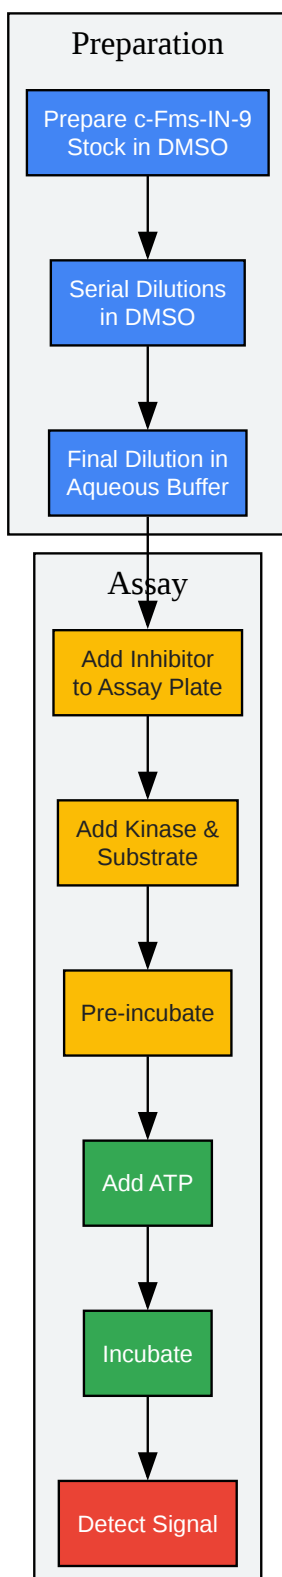 Preparation
Prepare c-Fms-IN-9
Stock in DMSO
Serial Dilutions
in DMSO
Final Dilution in
Aqueous Buffer
Assay
Add Inhibitor
to Assay Plate
Add Kinase &
Substrate
Pre-incubate
Add ATP
Incubate
Detect Signal